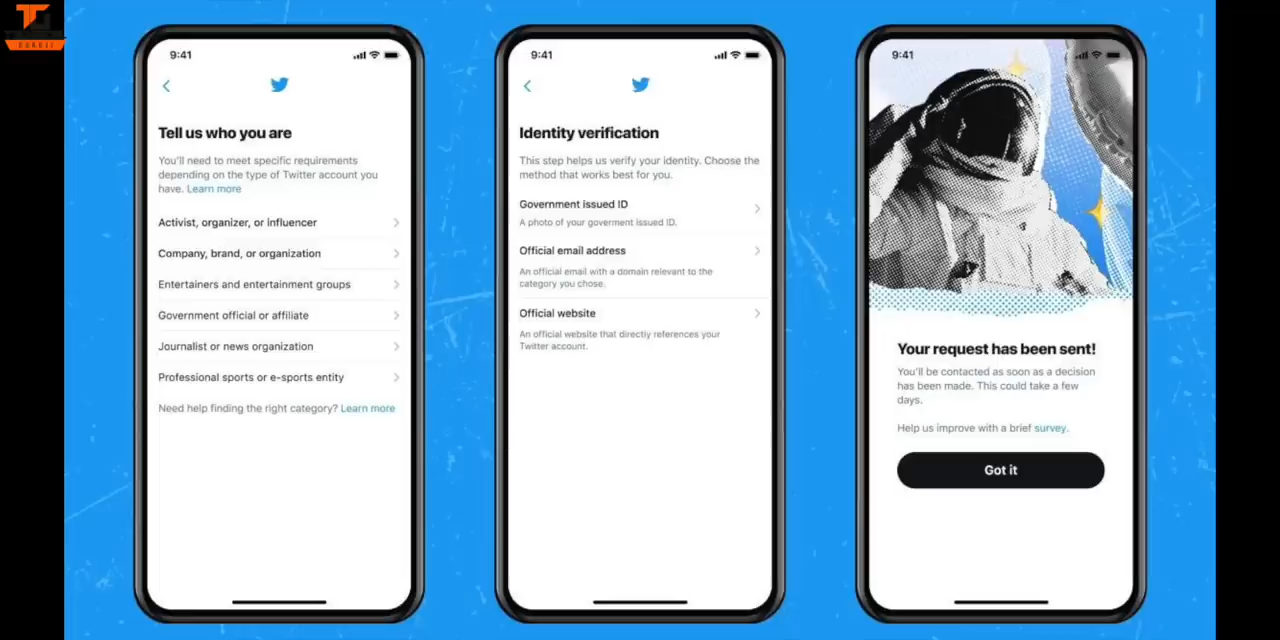 9:41
Tell us who you are
You'll need to meet specific requirements
depending on the type of Twitter account you
have. Learn more
Activist, organizer, or influencer
Company, brand, or organization
Entertainers and entertainment groups
Government official or affiliate
Journalist or news organization
Professional sports or e-sports entity
Need help finding the right category? Learn more
9:41
Identity verification
This step helps us verify your identity. Choose the
method that works best for you.
Government issued ID
A photo of your goverment issued ID.
Official email address
An official email with a domain relevant to the
category you chose.
Official website
An official website that directly references your
Twitter account.
9:41
Your request has been sent!
You'll be contacted as soon as a decision
has been made. This could take a few
days.
Help us improve with a brief survey.
Got it